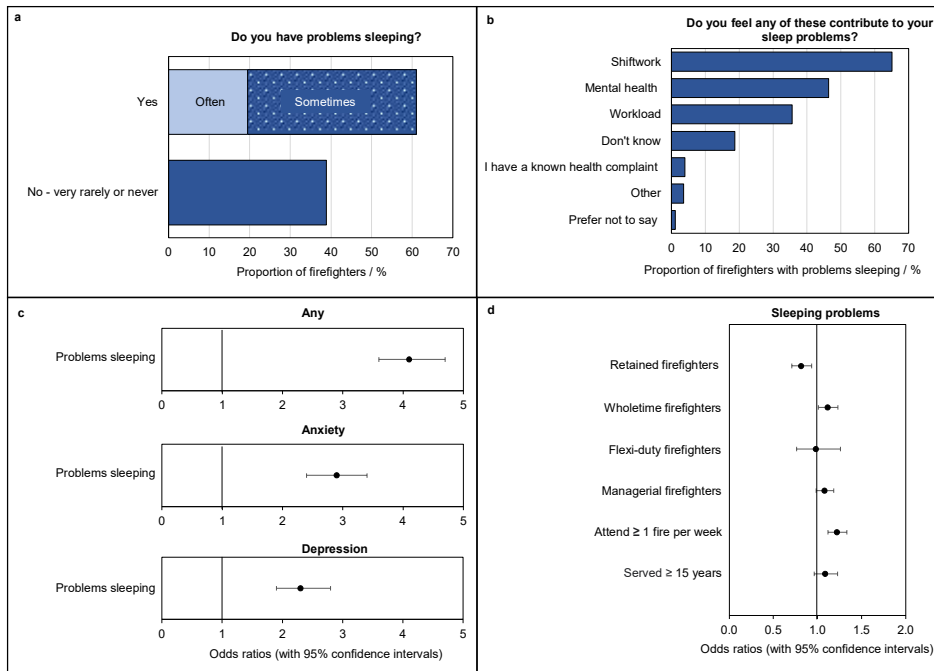 a
Do you have problems sleeping?
Yes
Often
Sometimes
No - very rarely or never
0 10 20 30 40 50 60 70
Proportion of firefighters / %
b
Do you feel any of these contribute to your
sleep problems?
Shiftwork
Mental health
Workload
Don't know
I have a known health complaint
Other
Prefer not to say
0 10 20 30 40 50 60 70
Proportion of firefighters with problems sleeping / %
c
Any
Problems sleeping
0 1 2 3 4 5
Anxiety
Problems sleeping
0 1 2 3 4 5
Depression
Problems sleeping
0 1 2 3 4 5
Odds ratios (with 95% confidence intervals)
d
Sleeping problems
Retained firefighters
Wholetime firefighters
Flexi-duty firefighters
Managerial firefighters
Attend ≥ 1 fire per week
Served ≥ 15 years
0.0 0.5 1.0 1.5 2.0
Odds ratios (with 95% confidence intervals)